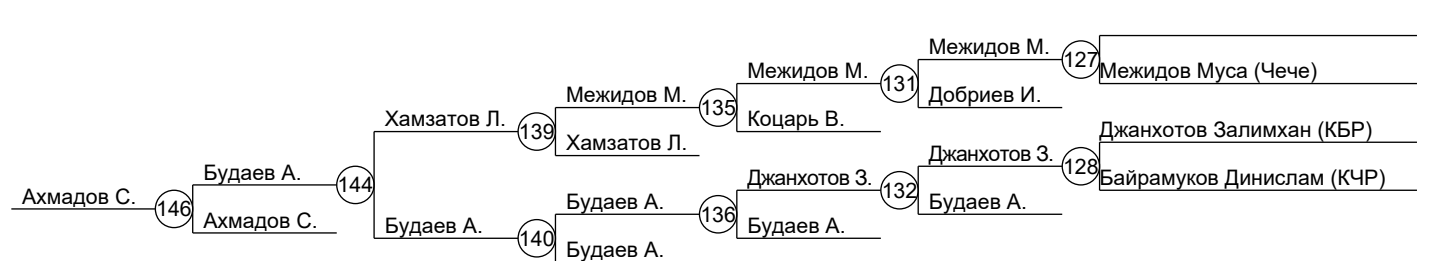 Межидов М.
127
Межидов М.
131
Межидов Муса (Чече)
Межидов М.
135
Добриев И.
Хамзатов Л.
139
Коцарь В.
Джанхотов Залимхан (КБР)
Хамзатов Л.
Джанхотов З.
128
Будаев А.
144
Джанхотов З.
132
Байрамуков Динислам (КЧР)
Ахмадов С.
146
Будаев А.
136
Будаев А.
Ахмадов С.
Будаев А.
140
Будаев А.
Будаев А.